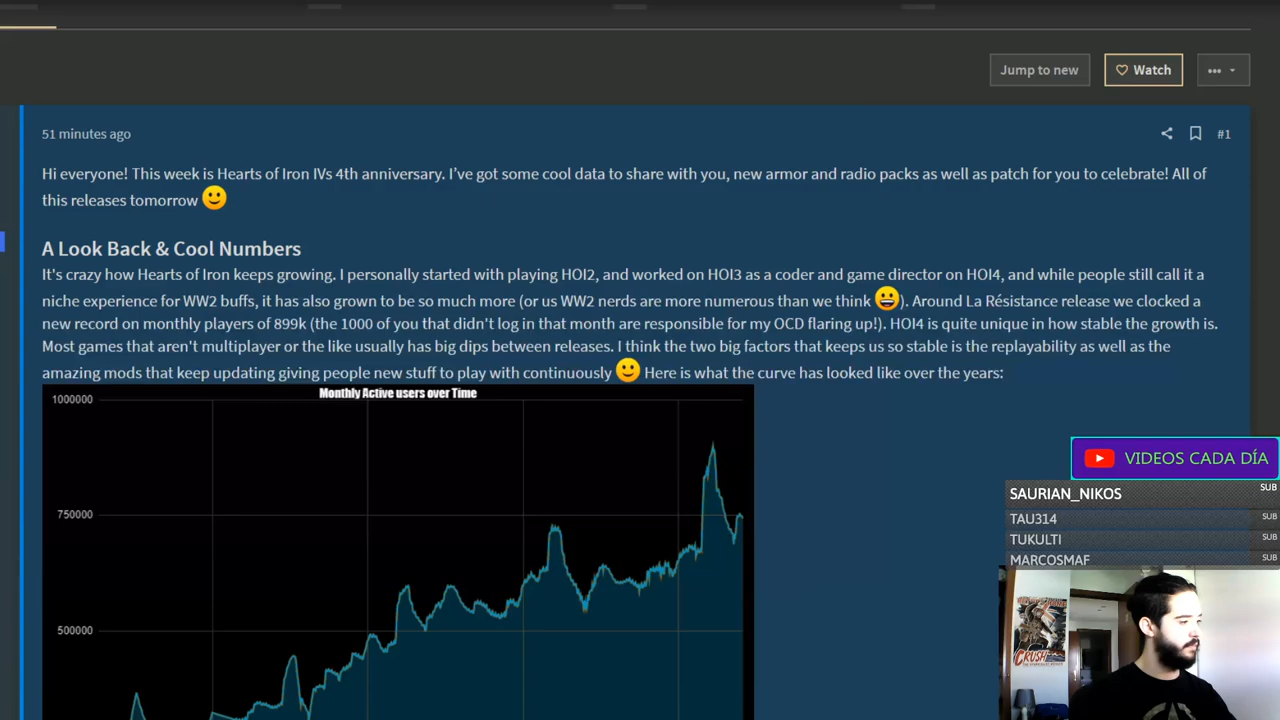 Jump to new
Watch
51 minutes ago
#1
Hi everyone! This week is Hearts of Iron IVs 4th anniversary. I’ve got some cool data to share with you, new armor and radio packs as well as patch for you to celebrate! All of
this releases tomorrow
A Look Back & Cool Numbers
It's crazy how Hearts of Iron keeps growing. I personally started with playing HOI2, and worked on HOI3 as a coder and game director on HOI4, and while people still call it a
niche experience for WW2 buffs, it has also grown to be so much more (or us WW2 nerds are more numerous than we think 😀). Around La Résistance release we clocked a
new record on monthly players of 899k (the 1000 of you that didn't log in that month are responsible for my OCD flaring up!). HOI4 is quite unique in how stable the growth is.
Most games that aren't multiplayer or the like usually has big dips between releases. I think the two big factors that keeps us so stable is the replayability as well as the
amazing mods that keep updating giving people new stuff to play with continuously 🙂 Here is what the curve has looked like over the years:
Monthly Active users over Time
1000000
750000
500000
VIDEOS CADA DÍA
SAURIAN_NIKOS SUB
TAU314 SUB
TUKULTI SUB
MARCOSMAF SUB
CRUSH